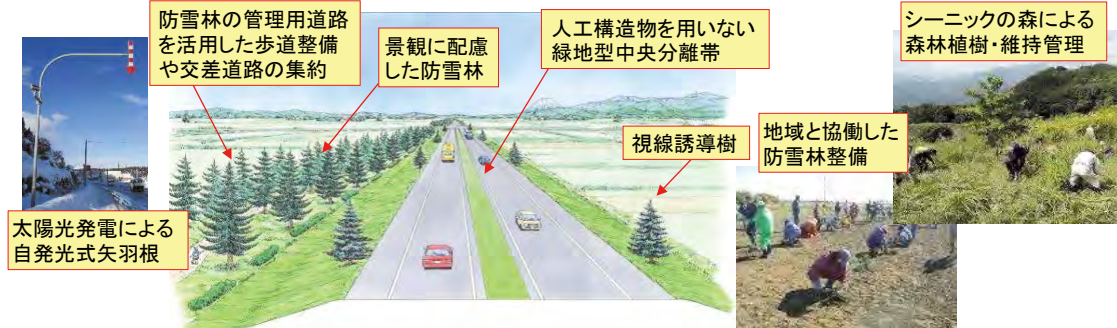 防雪林の管理用道路
を活用した歩道整備
や交差道路の集約
景観に配慮
した防雪林
人工構造物を用いない
緑地型中央分離帯
シーニックの森による
森林植樹・維持管理
視線誘導樹
地域と協働した
防雪林整備
太陽光発電による
自発光式矢羽根